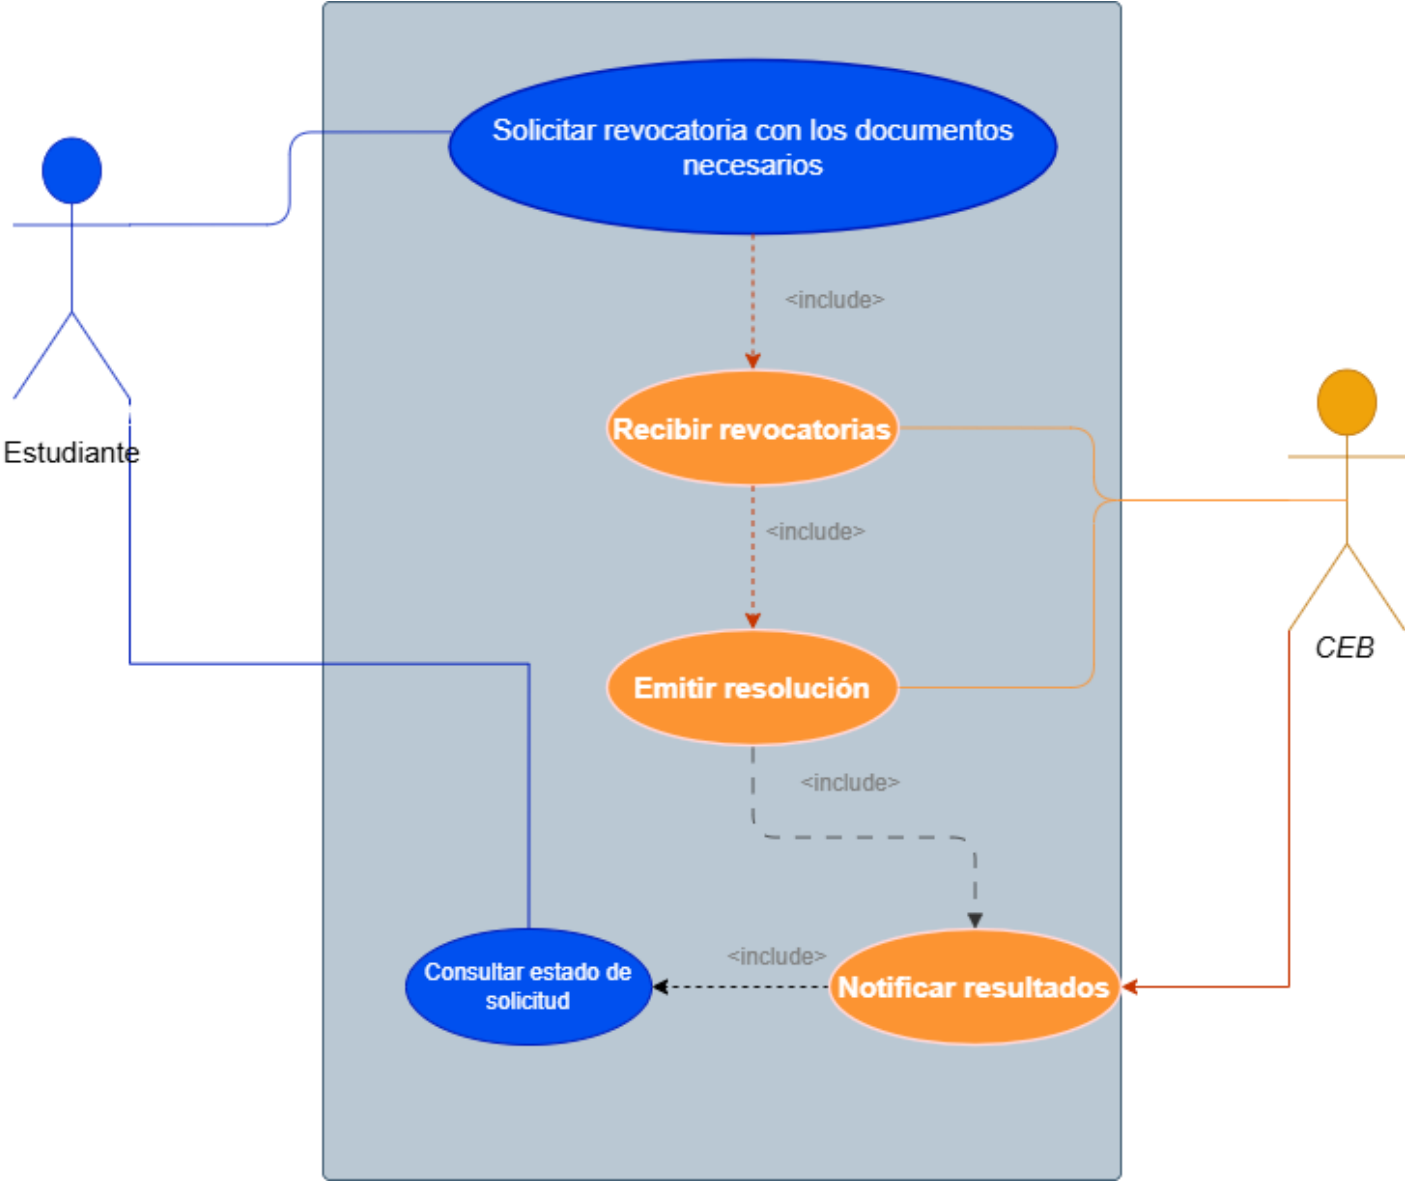 Solicitar revocatoria con los documentos
necesarios
<include>
Recibir revocatorias
Estudiante
<include>
CEB
Emitir resolución
<include>
<include>
Consultar estado de
solicitud
Notificar resultados